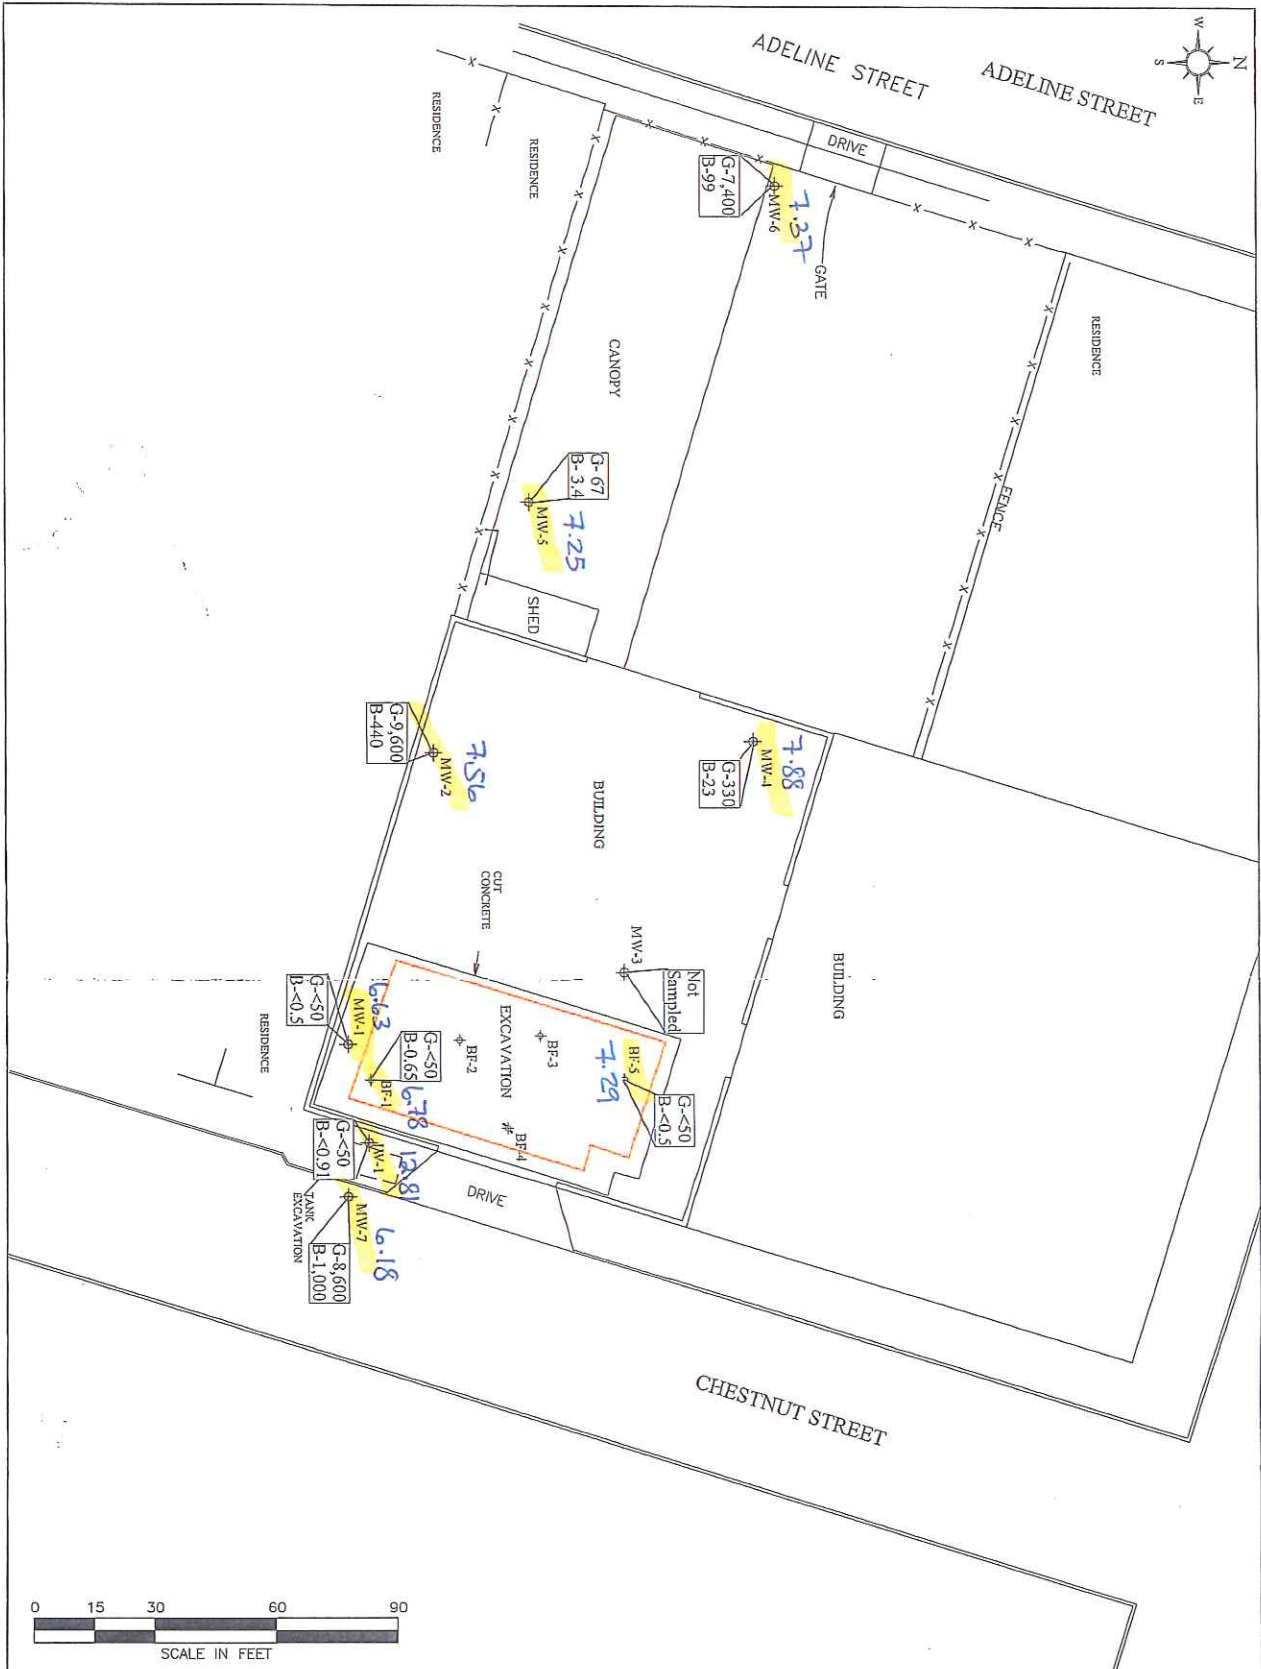 W
N
S
E
ADELINE STREET
ADELINE STREET
DRIVE
RESIDENCE
RESIDENCE
G-7,400
B-99
MW-6
7.37
GATE
RESIDENCE
CANOPY
FENCE
G- 67
B- 3.4
MW-5
7.25
SHED
G-9,600
B-440
MW-2
7.56
G-330
B-23
MW-4
7.88
BUILDING
CUT
CONCRETE
MW-3
Not
Sampled
BUILDING
G-<50
B-<0.5
MW-1
6.63
RESIDENCE
G-<50
B-0.65
BF-1
6.78
BF-2
EXCAVATION
BF-3
BF-4
BF-5
7.29
G-<50
B-<0.5
G-<50
B-<0.91
IW-1
12.81
TANK
EXCAVATION
MW-7
6.18
G-8,600
B-1,000
DRIVE
CHESTNUT STREET
0 15 30 60 90
SCALE IN FEET